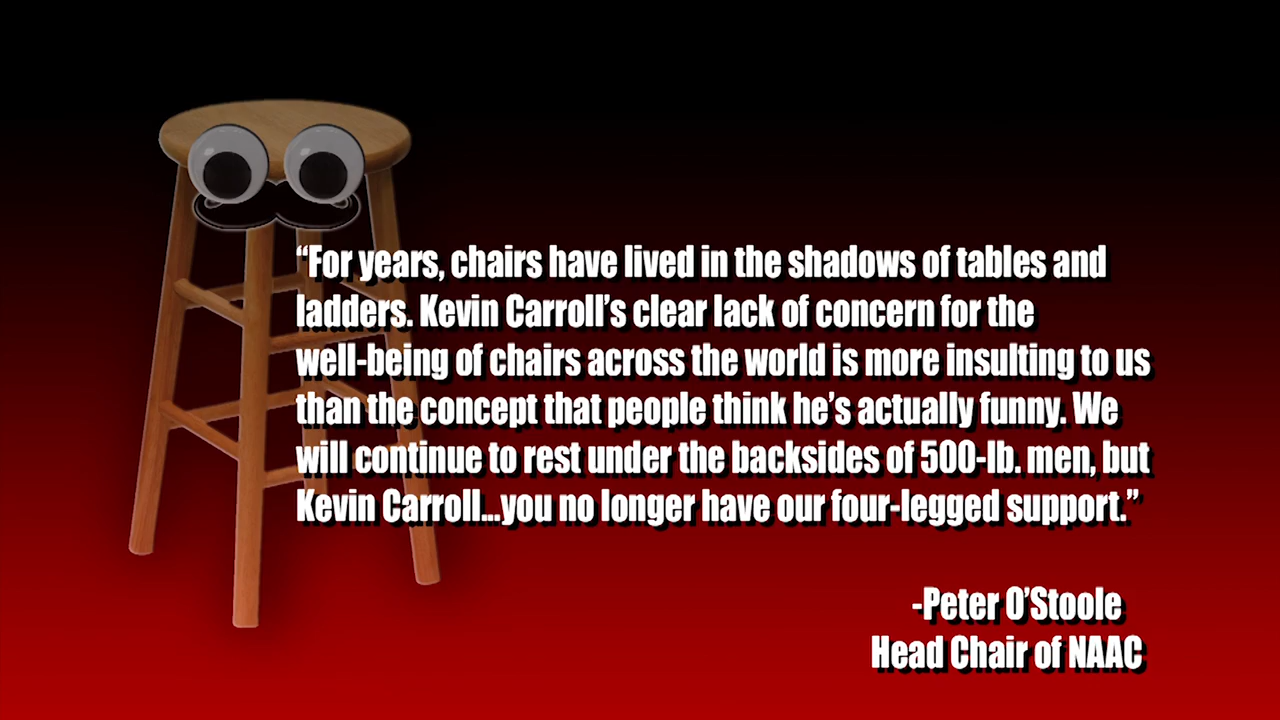 “For years, chairs have lived in the shadows of tables and
ladders. Kevin Carroll’s clear lack of concern for the
well-being of chairs across the world is more insulting to us
than the concept that people think he’s actually funny. We
will continue to rest under the backsides of 500-lb. men, but
Kevin Carroll...you no longer have our four-legged support.”
-Peter O’Stoole
Head Chair of NAAC